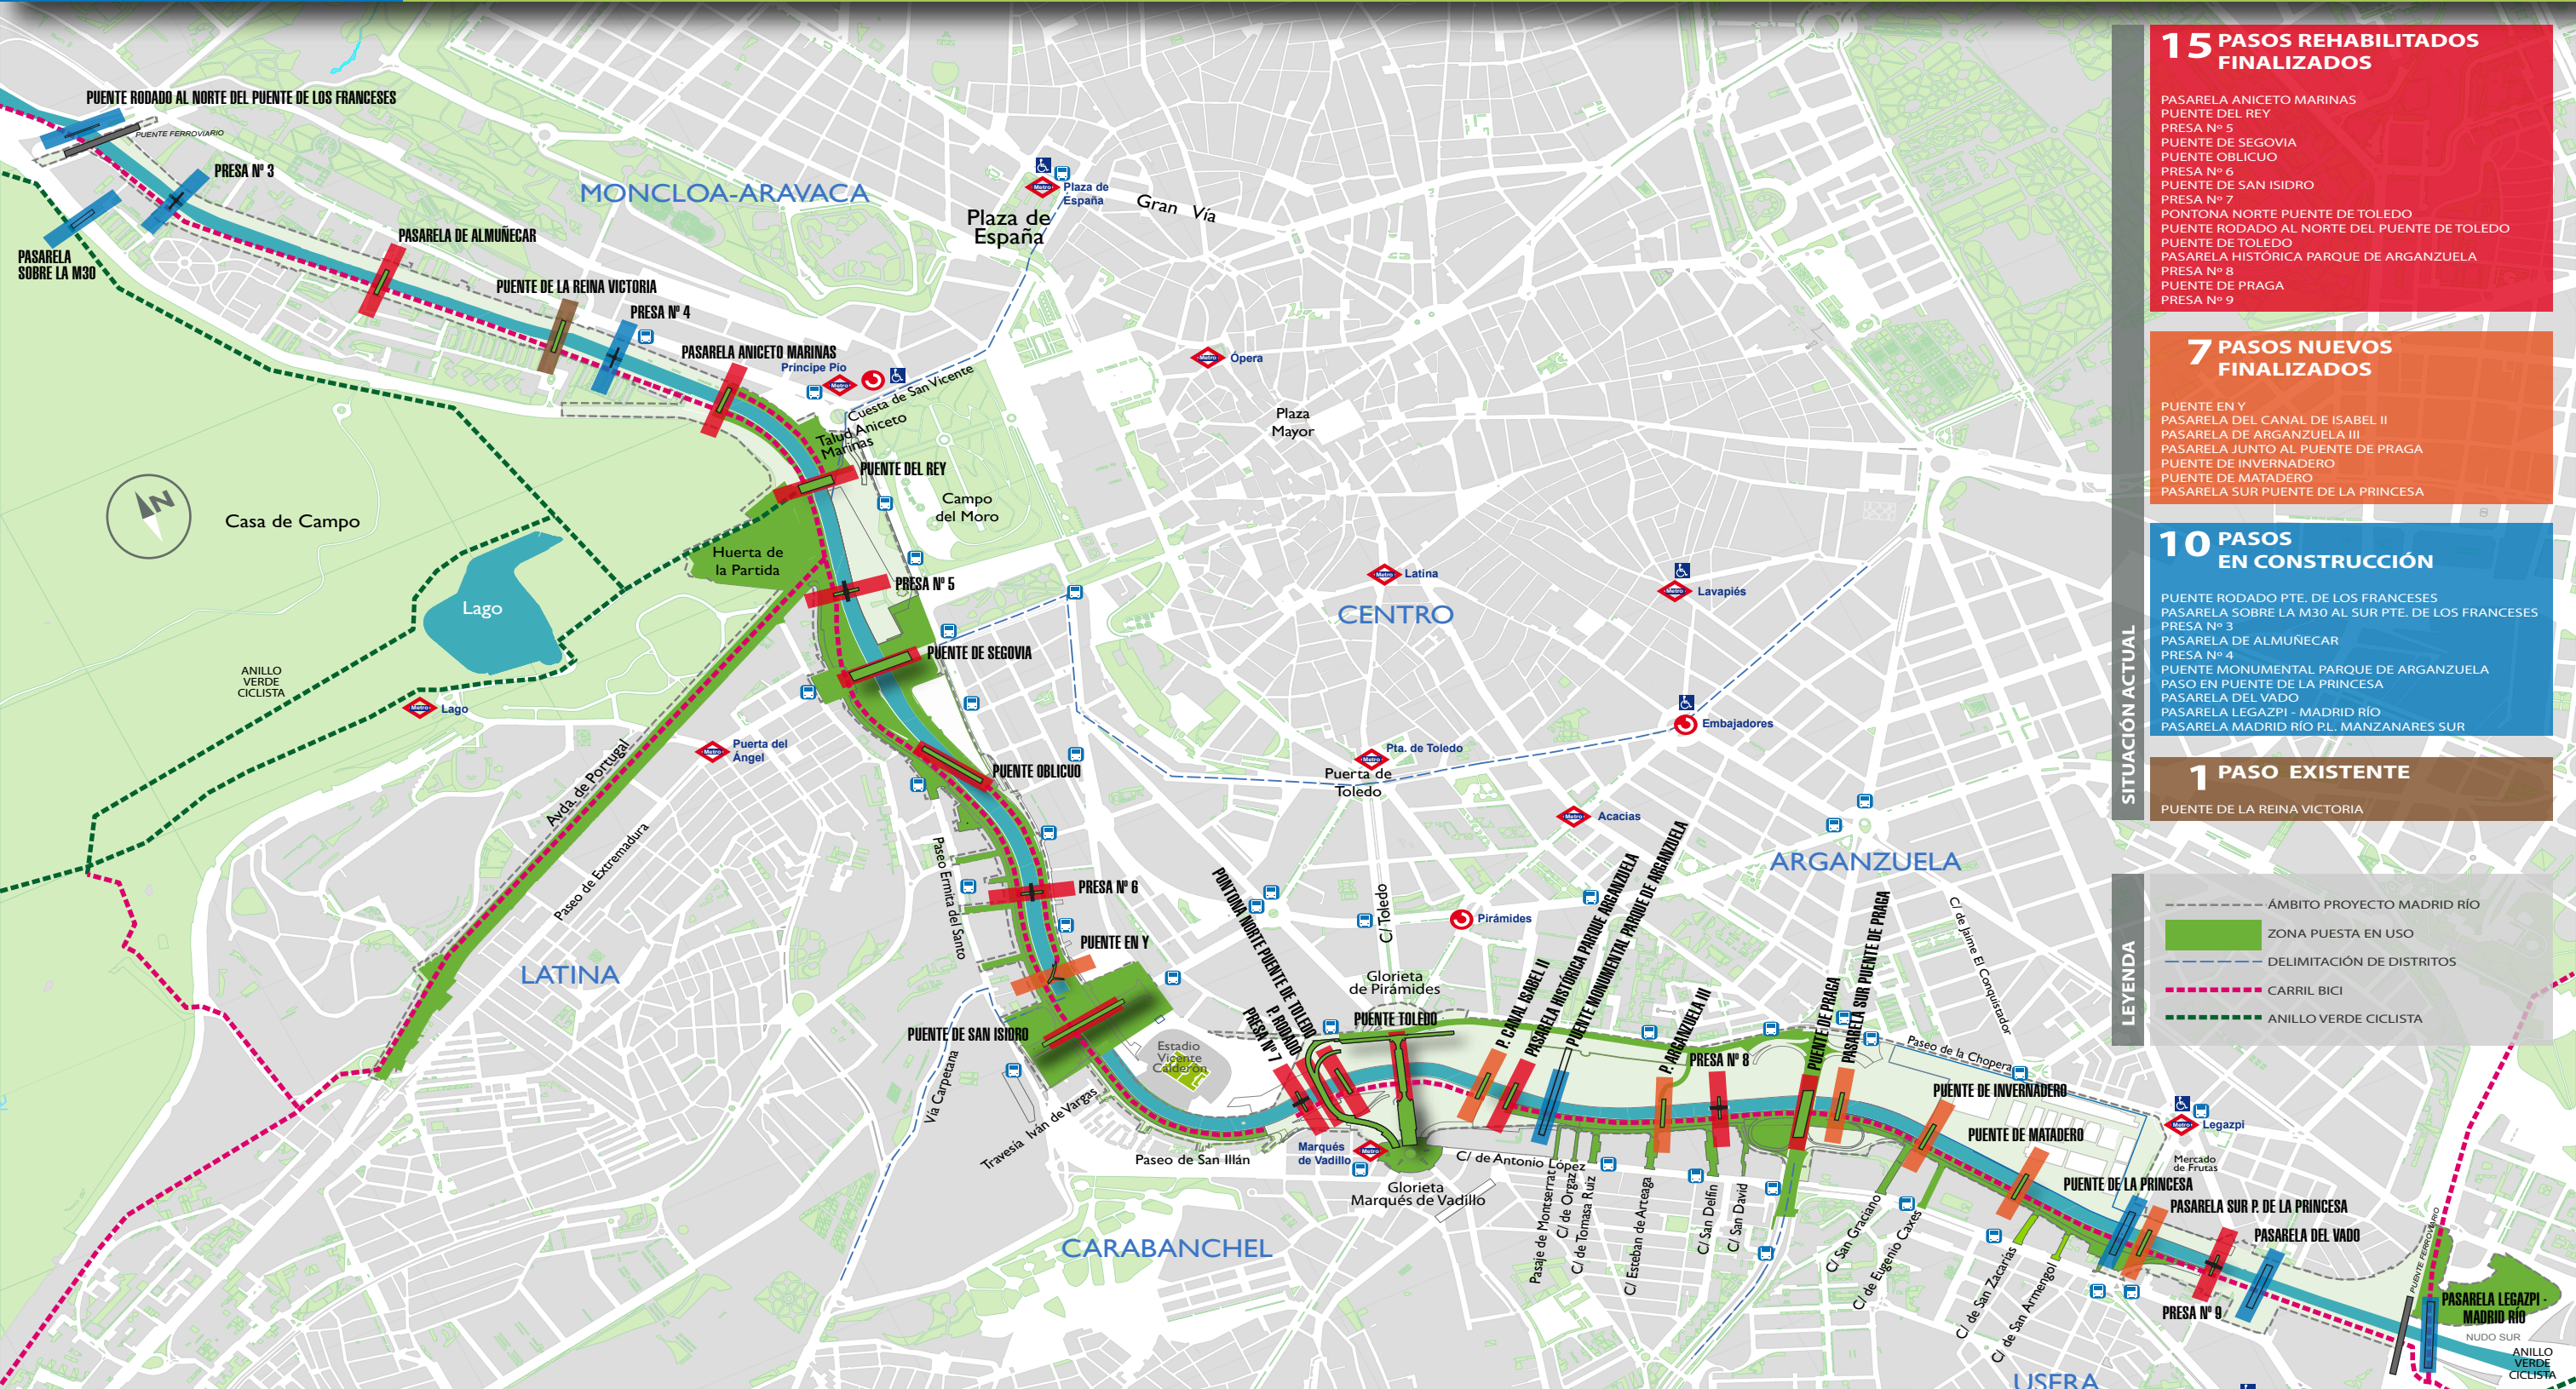 PUENTE RODADO AL NORTE DEL PUENTE DE LOS FRANCESES
PUENTE FERROVIARIO
PRESA Nº 3
PASARELA
SOBRE LA M30
MONCLOA-ARAVACA
PASARELA DE ALMUÑECAR
PUENTE DE LA REINA VICTORIA
PRESA Nº 4
PASARELA ANICETO MARINAS
Príncipe Pío
Metro
Cuesta de San Vicente
Talud Aniceto
Marinas
PUENTE DEL REY
Campo
del Moro
Metro
Plaza de
España
Plaza de
España
Gran Vía
Metro
Ópera
Plaza
Mayor
N
Casa de Campo
Huerta de
la Partida
Lago
ANILLO
VERDE
CICLISTA
Metro
Lago
PRESA Nº 5
PUENTE DE SEGOVIA
Metro
Puerta del
Ángel
Avda. de Portugal
Paseo de Extremadura
PUENTE OBLICUO
Metro
Latina
CENTRO
Metro
Lavapiés
Embajadores
Pta. de Toledo
Metro
Puerta de
Toledo
Metro
Acacias
ARGANZUELA
Paseo Ermita del Santo
PRESA Nº 6
PUENTE EN Y
LATINA
PUENTE DE SAN ISIDRO
Vía Carpetana
Travesía Iván de Vargas
Estadio
Vicente
Calderón
Paseo de San Illán
PONTONA NORTE PUENTE DE TOLEDO
P. RODADO
PRESA Nº 7
C/ Toledo
Pirámides
Glorieta
de Pirámides
PUENTE TOLEDO
Marqués
de Vadillo
Metro
Glorieta
Marqués de Vadillo
P. CANAL ISABEL II
PASARELA HISTÓRICA PARQUE ARGANZUELA
PUENTE MONUMENTAL PARQUE DE ARGANZUELA
P. ARGANZUELA III
PRESA Nº 8
PUENTE DE PRAGA
PASARELA SUR PUENTE DE PRAGA
C/ de Jaime El Conquistador
Paseo de la Chopera
PUENTE DE INVERNADERO
PUENTE DE MATADERO
Metro
Legazpi
Mercado
de Frutas
PUENTE DE LA PRINCESA
PASARELA SUR P. DE LA PRINCESA
PASARELA DEL VADO
PRESA Nº 9
PUENTE FERROVIARIO
PASARELA LEGAZPI -
MADRID RÍO
NUDO SUR
ANILLO
VERDE
CICLISTA
C/ de Antonio López
Pasaje de Montserrat
C/ de Orgaz
C/ de Tomasa Ruiz
C/ Esteban de Arteaga
C/ San Delfín
C/ San David
C/ San Graciano
C/ de Eugenio Caxes
C/ de San Zacarías
C/ de San Armengol
CARABANCHEL
USERA
SITUACIÓN ACTUAL
15 PASOS REHABILITADOS
FINALIZADOS
PASARELA ANICETO MARINAS
PUENTE DEL REY
PRESA Nº 5
PUENTE DE SEGOVIA
PUENTE OBLICUO
PRESA Nº 6
PUENTE DE SAN ISIDRO
PRESA Nº 7
PONTONA NORTE PUENTE DE TOLEDO
PUENTE RODADO AL NORTE DEL PUENTE DE TOLEDO
PUENTE DE TOLEDO
PASARELA HISTÓRICA PARQUE DE ARGANZUELA
PRESA Nº 8
PUENTE DE PRAGA
PRESA Nº 9
7 PASOS NUEVOS
FINALIZADOS
PUENTE EN Y
PASARELA DEL CANAL DE ISABEL II
PASARELA DE ARGANZUELA III
PASARELA JUNTO AL PUENTE DE PRAGA
PUENTE DE INVERNADERO
PUENTE DE MATADERO
PASARELA SUR PUENTE DE LA PRINCESA
10 PASOS
EN CONSTRUCCIÓN
PUENTE RODADO PTE. DE LOS FRANCESES
PASARELA SOBRE LA M30 AL SUR PTE. DE LOS FRANCESES
PRESA Nº 3
PASARELA DE ALMUÑECAR
PRESA Nº 4
PUENTE MONUMENTAL PARQUE DE ARGANZUELA
PASO EN PUENTE DE LA PRINCESA
PASARELA DEL VADO
PASARELA LEGAZPI - MADRID RÍO
PASARELA MADRID RÍO P.L. MANZANARES SUR
1 PASO EXISTENTE
PUENTE DE LA REINA VICTORIA
LEYENDA
ÁMBITO PROYECTO MADRID RÍO
ZONA PUESTA EN USO
DELIMITACIÓN DE DISTRITOS
CARRIL BICI
ANILLO VERDE CICLISTA